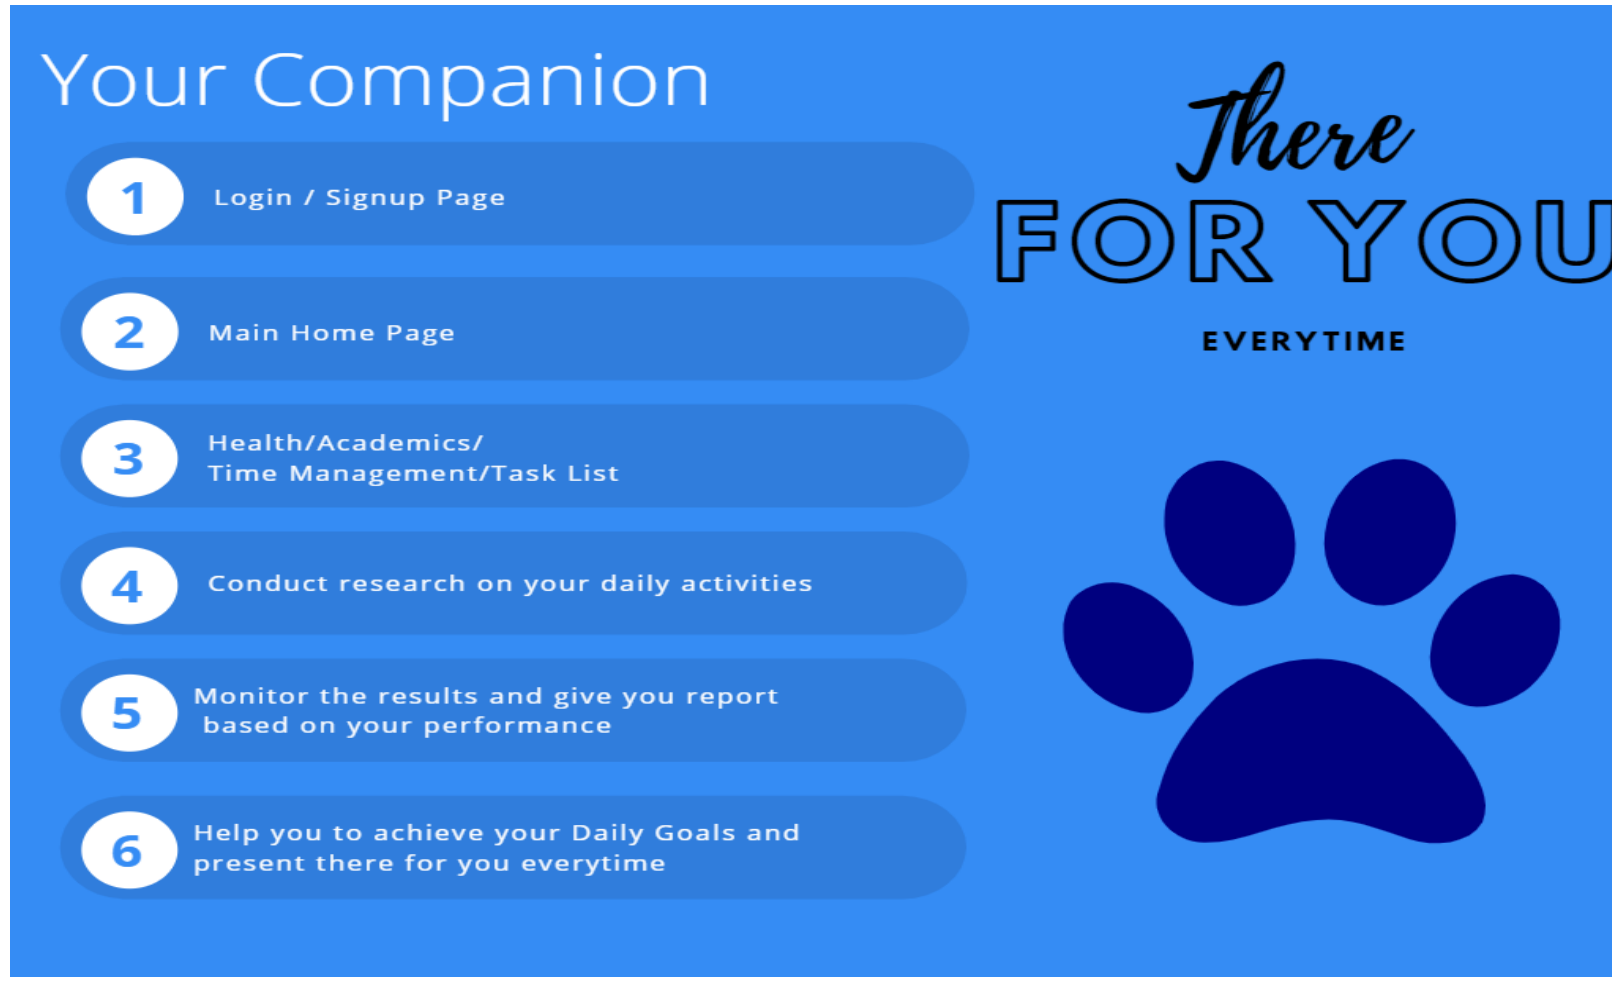 Your Companion
1
Login / Signup Page
2
Main Home Page
3
Health/Academics/
Time Management/Task List
4
Conduct research on your daily activities
5
Monitor the results and give you report
based on your performance
6
Help you to achieve your Daily Goals and
present there for you everytime
There
FOR YOU
EVERYTIME